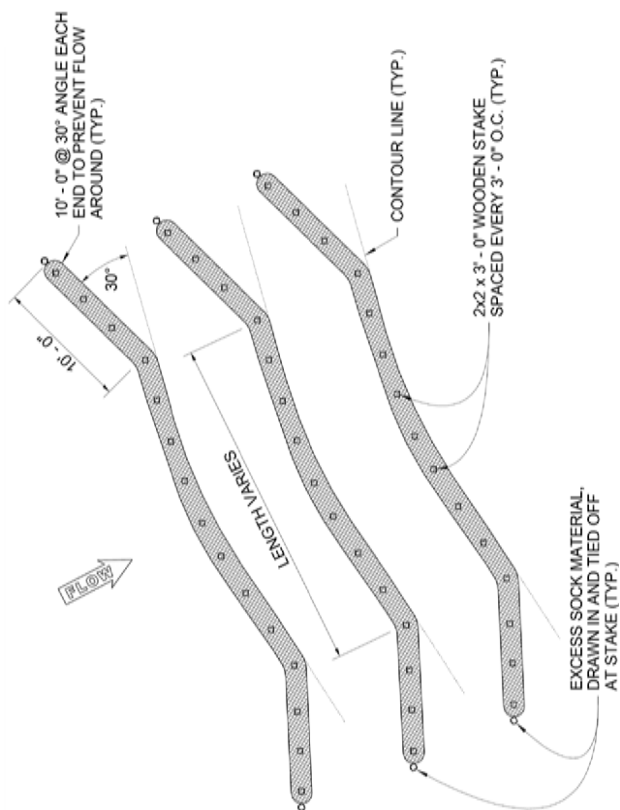 10' - 0" @ 30° ANGLE EACH
END TO PREVENT FLOW
AROUND (TYP.)
10' - 0"
30°
FLOW
LENGTH VARIES
CONTOUR LINE (TYP.)
2x2 x 3' - 0" WOODEN STAKE
SPACED EVERY 3' - 0" O.C. (TYP.)
EXCESS SOCK MATERIAL,
DRAWN IN AND TIED OFF
AT STAKE (TYP.)